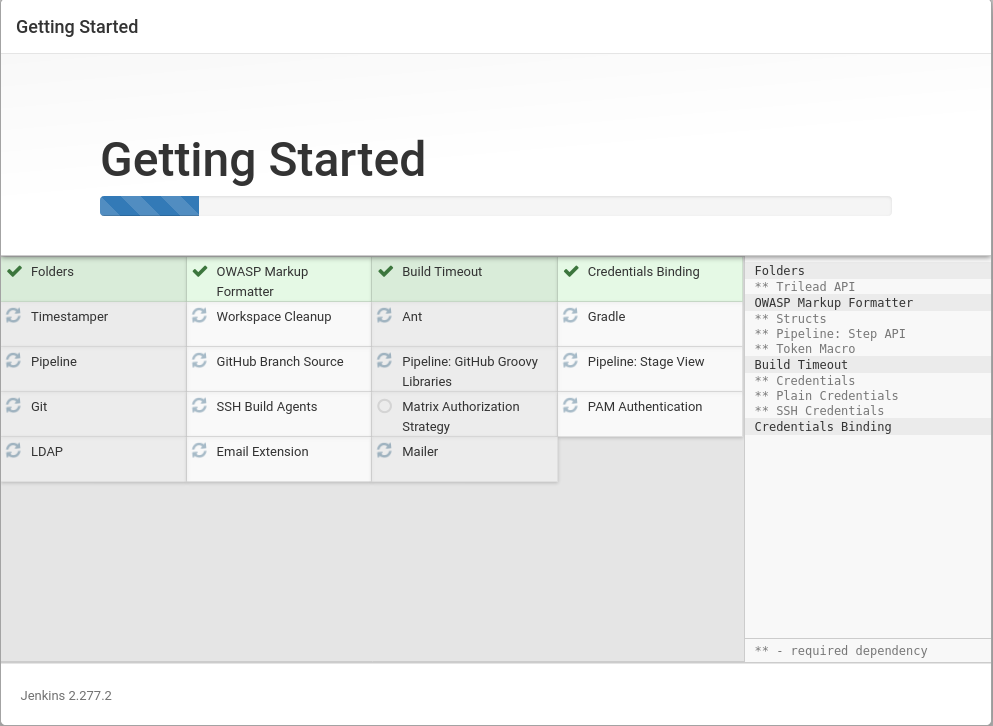 Getting Started
Getting Started
Folders
OWASP Markup
Formatter
Build Timeout
Credentials Binding
Timestamper
Workspace Cleanup
Ant
Gradle
Pipeline
GitHub Branch Source
Pipeline: GitHub Groovy
Libraries
Pipeline: Stage View
Git
SSH Build Agents
Matrix Authorization
Strategy
PAM Authentication
LDAP
Email Extension
Mailer
Folders
** Trilead API
OWASP Markup Formatter
** Structs
** Pipeline: Step API
** Token Macro
Build Timeout
** Credentials
** Plain Credentials
** SSH Credentials
Credentials Binding
** - required dependency
Jenkins 2.277.2